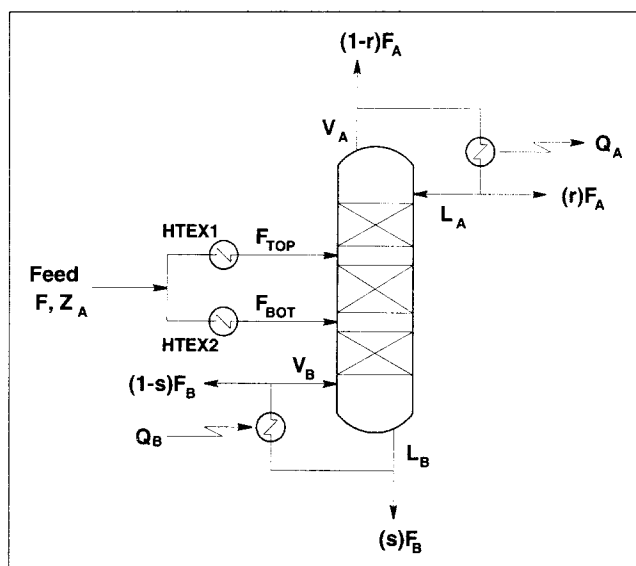 (1-r)F_A
V_A
Q_A
L_A
(r)F_A
HTEX1
F_TOP
Feed
F, Z_A
F_BOT
HTEX2
V_B
(1-s)F_B
Q_B
L_B
(s)F_B